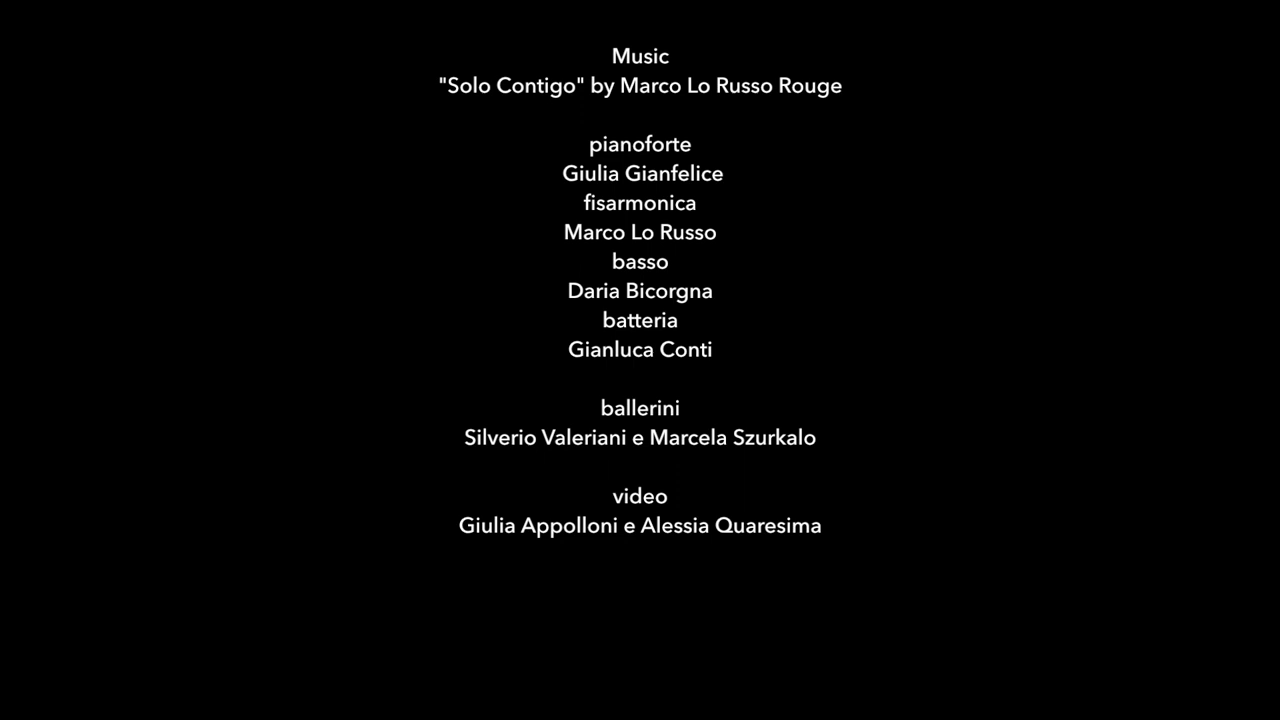 Music
"Solo Contigo" by Marco Lo Russo Rouge
pianoforte
Giulia Gianfelice
fisarmonica
Marco Lo Russo
basso
Daria Bicorgna
batteria
Gianluca Conti
ballerini
Silverio Valeriani e Marcela Szurkalo
video
Giulia Appolloni e Alessia Quaresima